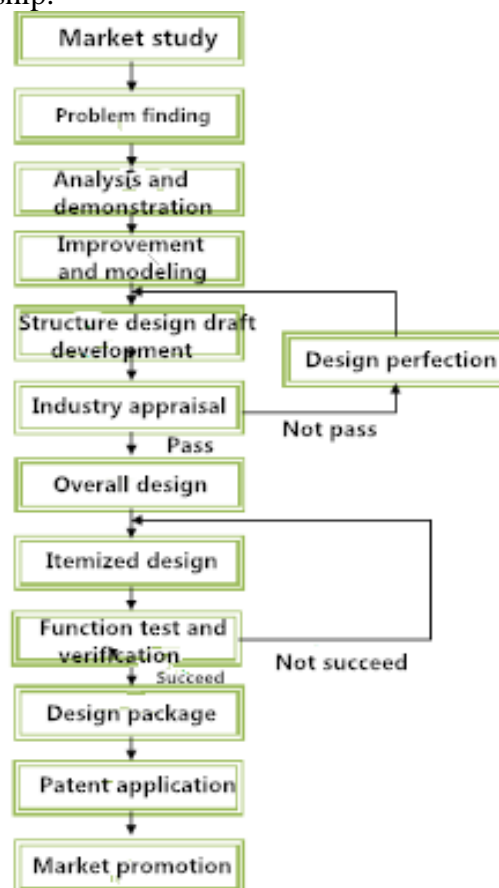 ship.
Market study
Problem finding
Analysis and
demonstration
Improvement
and modeling
Structure design draft
development
Design perfection
Industry appraisal
Not pass
Pass
Overall design
Itemized design
Function test and
verification
Not succeed
Succeed
Design package
Patent application
Market promotion